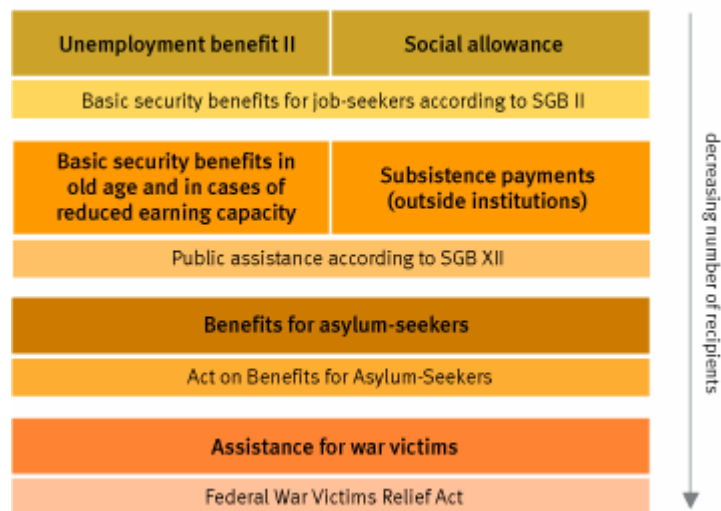 Unemployment benefit II
Social allowance
Basic security benefits for job-seekers according to SGB II
Basic security benefits in
old age and in cases of
reduced earning capacity
Subsistence payments
(outside institutions)
Public assistance according to SGB XII
Benefits for asylum-seekers
Act on Benefits for Asylum-Seekers
Assistance for war victims
Federal War Victims Relief Act
decreasing number of recipients